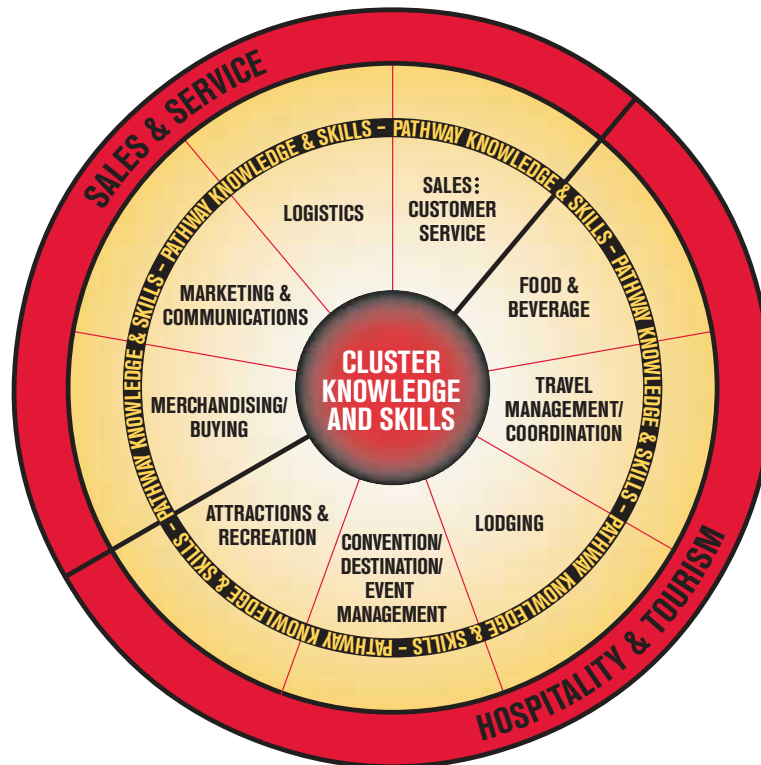 SALES & SERVICE
PATHWAY KNOWLEDGE & SKILLS – PATHWAY KNOWLEDGE & SKILLS – PATHWAY KNOWLEDGE & SKILLS – PATHWAY KNOWLEDGE & SKILLS – PATHWAY KNOWLEDGE & SKILLS – PATHWAY KNOWLEDGE & SKILLS –
LOGISTICS
SALES:
CUSTOMER
SERVICE
MARKETING &
COMMUNICATIONS
FOOD &
BEVERAGE
CLUSTER
KNOWLEDGE
AND SKILLS
MERCHANDISING/
BUYING
TRAVEL
MANAGEMENT/
COORDINATION
ATTRACTIONS &
RECREATION
CONVENTION/
DESTINATION/
EVENT
MANAGEMENT
LODGING
HOSPITALITY & TOURISM